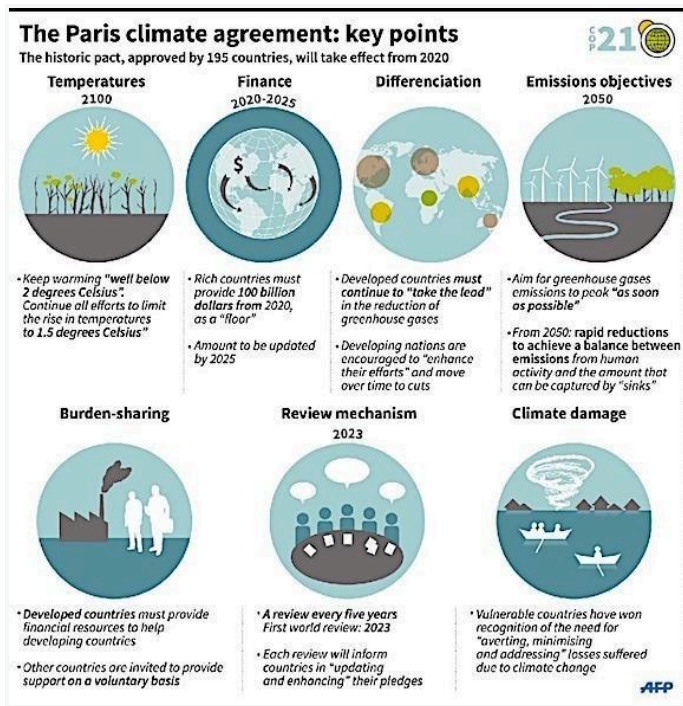 The Paris climate agreement: key points
COP 21
The historic pact, approved by 195 countries, will take effect from 2020
Temperatures
2100
• Keep warming "well below
2 degrees Celsius".
Continue all efforts to limit
the rise in temperatures
to 1.5 degrees Celsius"
Finance
2020-2025
$
• Rich countries must
provide 100 billion
dollars from 2020,
as a "floor"
• Amount to be updated
by 2025
Differenciation
• Developed countries must
continue to "take the lead"
in the reduction of
greenhouse gases
• Developing nations are
encouraged to "enhance
their efforts" and move
over time to cuts
Emissions objectives
2050
• Aim for greenhouse gases
emissions to peak "as soon
as possible"
• From 2050: rapid reductions
to achieve a balance between
emissions from human
activity and the amount that
can be captured by "sinks"
Burden-sharing
• Developed countries must provide
financial resources to help
developing countries
• Other countries are invited to provide
support on a voluntary basis
Review mechanism
2023
• A review every five years
First world review: 2023
• Each review will inform
countries in "updating
and enhancing" their pledges
Climate damage
• Vulnerable countries have won
recognition of the need for
"averting, minimising
and addressing" losses suffered
due to climate change
AFP